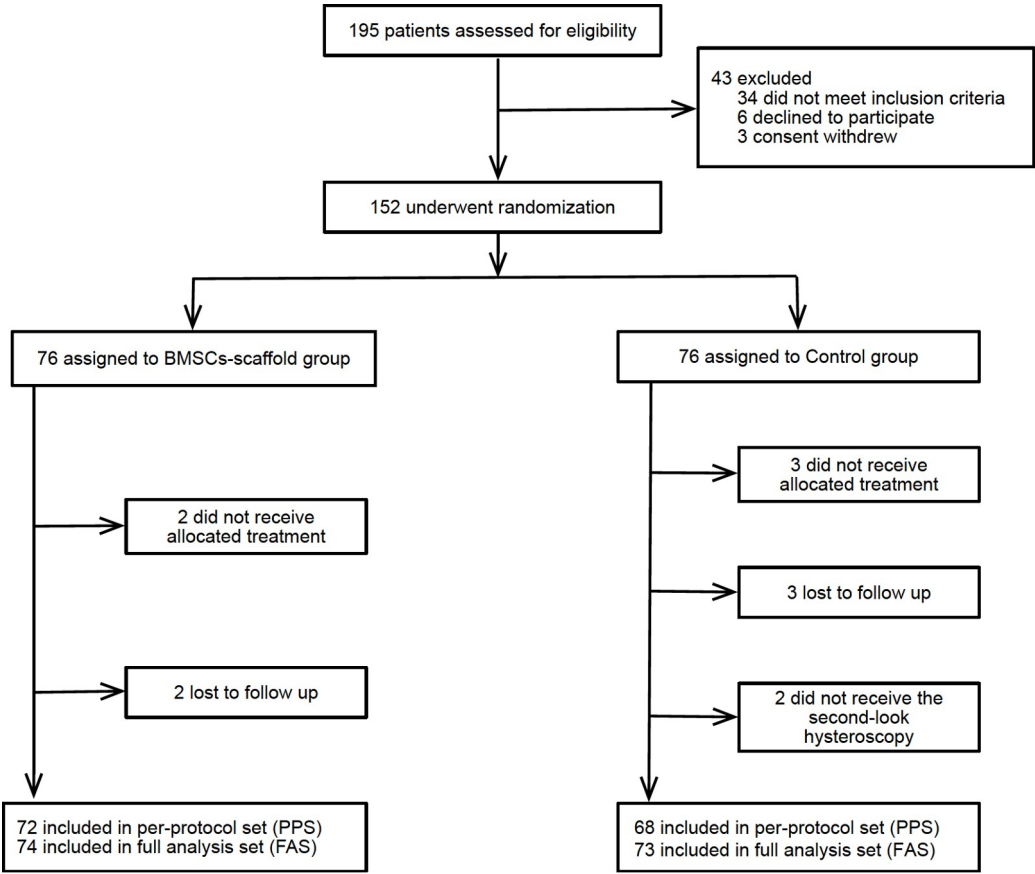 195 patients assessed for eligibility
43 excluded
34 did not meet inclusion criteria
6 declined to participate
3 consent withdrew
152 underwent randomization
76 assigned to BMSCs-scaffold group
76 assigned to Control group
3 did not receive
allocated treatment
2 did not receive
allocated treatment
3 lost to follow up
2 lost to follow up
2 did not receive the
second-look
hysteroscopy
72 included in per-protocol set (PPS)
74 included in full analysis set (FAS)
68 included in per-protocol set (PPS)
73 included in full analysis set (FAS)